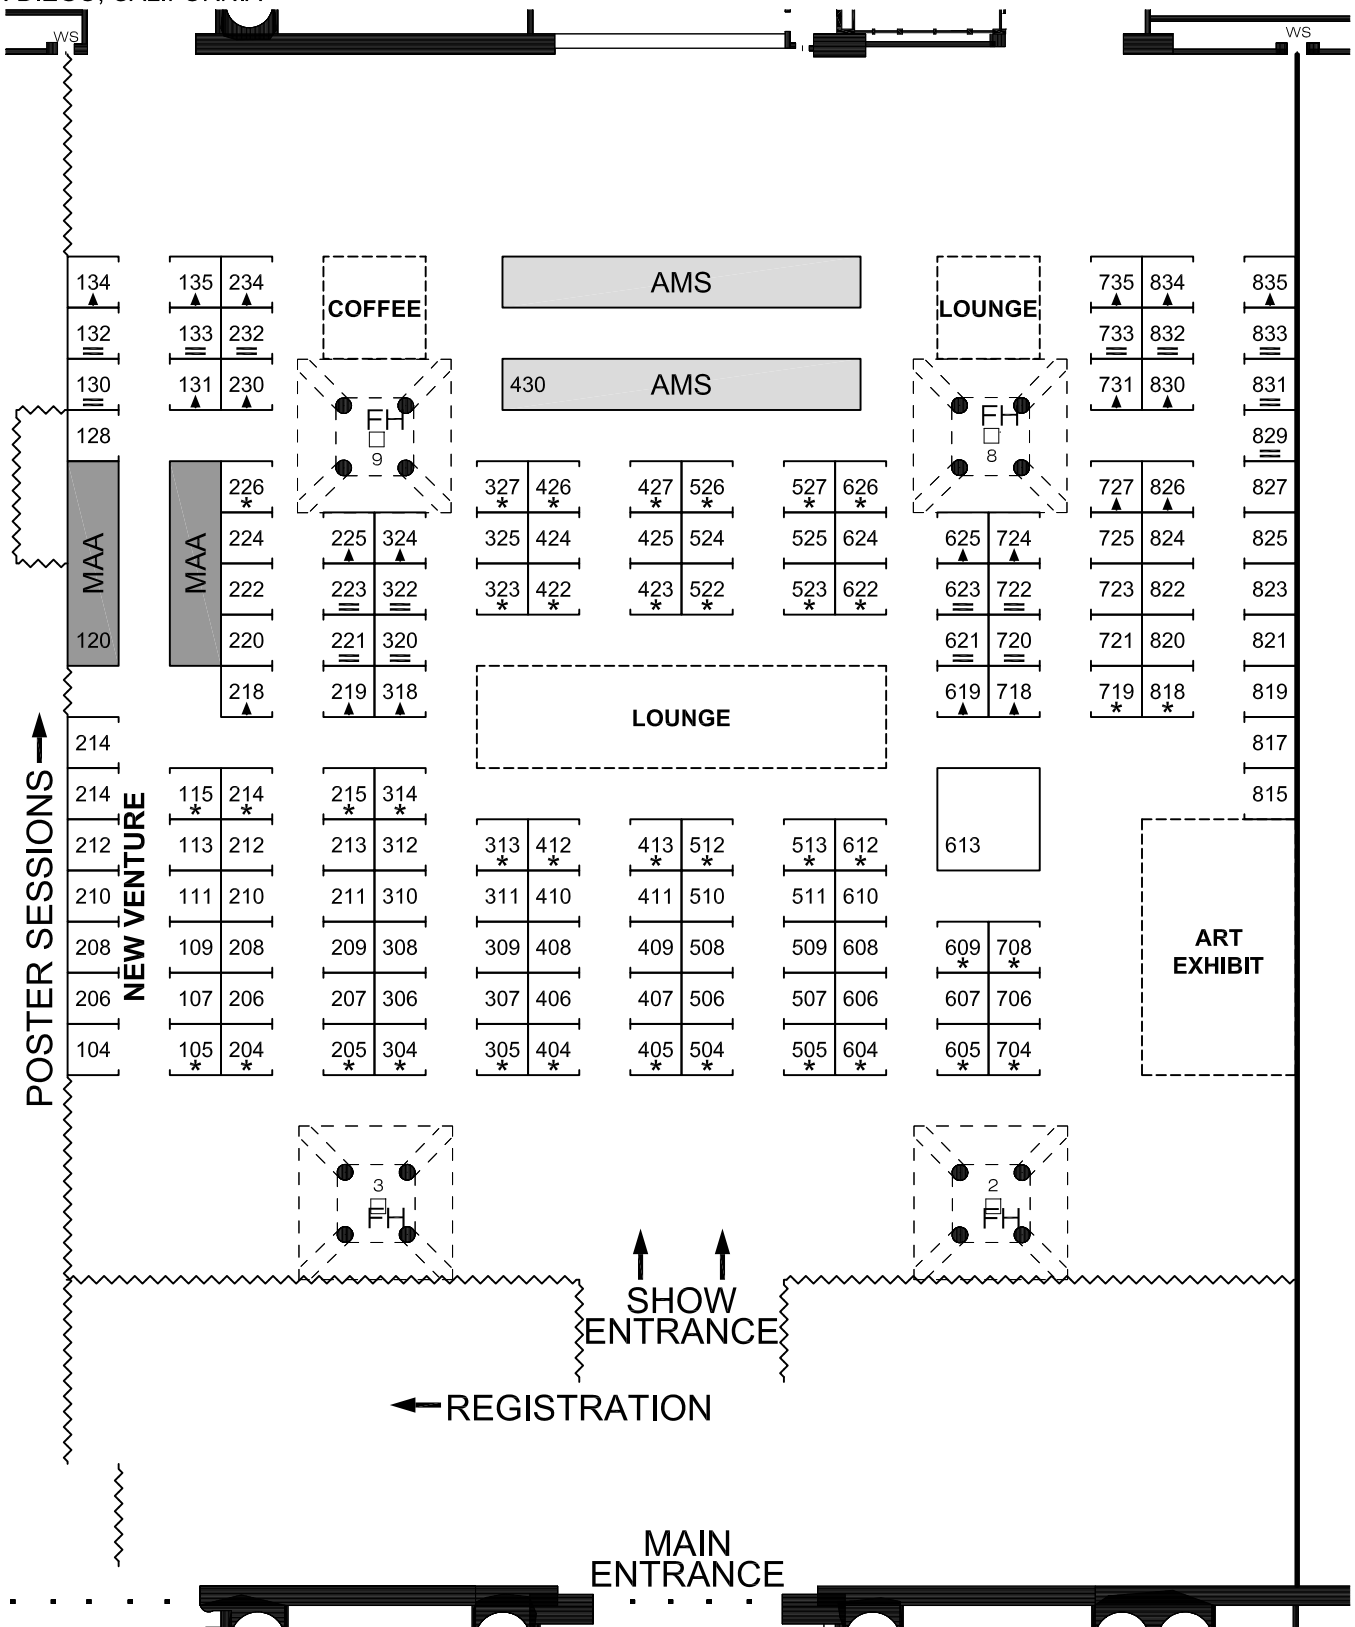 WS
WS
134 135 234 COFFEE AMS LOUNGE 735 834 835
132 133 232 733 832 833
130 131 230 430 AMS 731 830 831
128 FH 9 FH 8 829
MAA MAA 226 * 327 * 426 * 427 * 526 * 527 * 626 * 727 826 827
224 225 324 325 424 425 524 525 624 625 724 725 824 825
222 223 322 323 * 422 * 423 * 522 * 523 * 622 * 623 722 723 822 823
120 220 221 320 621 720 721 820 821
218 219 318 LOUNGE 619 718 719 * 818 * 819
214 817
214 115 * 214 * 215 * 314 * 815
212 113 212 213 312 313 * 412 * 413 * 512 * 513 * 612 * 613
210 111 210 211 310 311 410 411 510 511 610
208 109 208 209 308 309 408 409 508 509 608 609 * 708 * ART
EXHIBIT
206 107 206 207 306 307 406 407 506 507 606 607 706
104 105 * 204 * 205 * 304 * 305 * 404 * 405 * 504 * 505 * 604 * 605 * 704 *
NEW VENTURE
POSTER SESSIONS
3 FH
2 FH
SHOW
ENTRANCE
REGISTRATION
MAIN
ENTRANCE